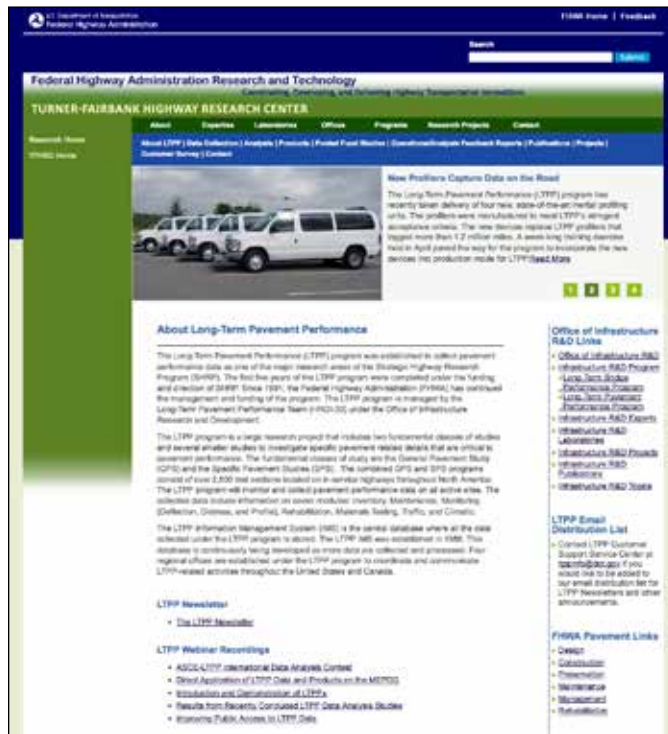 U.S. Department of Transportation
Federal Highway Administration
FHWA Home | Feedback
Search
Submit
Federal Highway Administration Research and Technology
Coordinating, Developing, and Delivering Highway Transportation Innovations
TURNER-FAIRBANK HIGHWAY RESEARCH CENTER
About Expertise Laboratories Offices Programs Research Projects Contact
Research Home
TFHRC Home
About LTPP | Data Collection | Analysis | Products | Pooled Fund Studies | Operations/Analysis Feedback Reports | Publications | Projects |
Customer Survey | Contact
New Profilers Capture Data on the Road
The Long-Term Pavement Performance (LTPP) program has
recently taken delivery of four new, state-of-the-art inertial profiling
units. The profilers were manufactured to meet LTPP's stringent
acceptance criteria. The new devices replace LTPP profilers that
logged more than 1.2 million miles. A week-long training exercise
held in April paved the way for the program to incorporate the new
devices into production mode for LTPP. Read More
1 2 3 4
About Long-Term Pavement Performance
The Long-Term Pavement Performance (LTPP) program was established to collect pavement
performance data as one of the major research areas of the Strategic Highway Research
Program (SHRP). The first five years of the LTPP program were completed under the funding
and direction of SHRP. Since 1991, the Federal Highway Administration (FHWA) has continued
the management and funding of the program. The LTPP program is managed by the
Long-Term Pavement Performance Team (HRDI-30) under the Office of Infrastructure
Research and Development.
The LTPP program is a large research project that includes two fundamental classes of studies
and several smaller studies to investigate specific pavement related details that are critical to
pavement performance. The fundamental classes of study are the General Pavement Study
(GPS) and the Specific Pavement Studies (SPS). The combined GPS and SPS programs
consist of over 2,500 test sections located on in-service highways throughout North America.
The LTPP program will monitor and collect pavement performance data on all active sites. The
collected data include information on seven modules: Inventory, Maintenance, Monitoring
(Deflection, Distress, and Profile), Rehabilitation, Materials Testing, Traffic, and Climatic.
The LTPP Information Management System (IMS) is the central database where all the data
collected under the LTPP program is stored. The LTPP IMS was established in 1988. This
database is continuously being developed as more data are collected and processed. Four
regional offices are established under the LTPP program to coordinate and communicate
LTPP-related activities throughout the United States and Canada.
LTPP Newsletter
The LTPP Newsletter
LTPP Webinar Recordings
ASCE-LTPP International Data Analysis Contest
Direct Application of LTPP Data and Products on the MEPDG
Introduction and Demonstration of LTPP
Results from Recently Concluded LTPP Data Analysis Studies
Improving Public Access to LTPP Data
Office of Infrastructure
R&D Links
Office of Infrastructure R&D
Infrastructure R&D Program
Long-Term Bridge
Performance Program
Long-Term Pavement
Performance Program
Infrastructure R&D Experts
Infrastructure R&D
Laboratories
Infrastructure R&D Projects
Infrastructure R&D
Publications
Infrastructure R&D Topics
LTPP Email
Distribution List
Contact LTPP Customer
Support Service Center at
ltppinfo@dot.gov if you
would like to be added to
our email distribution list for
LTPP Newsletters and other
announcements.
FHWA Pavement Links
Design
Construction
Preservation
Maintenance
Management
Rehabilitation